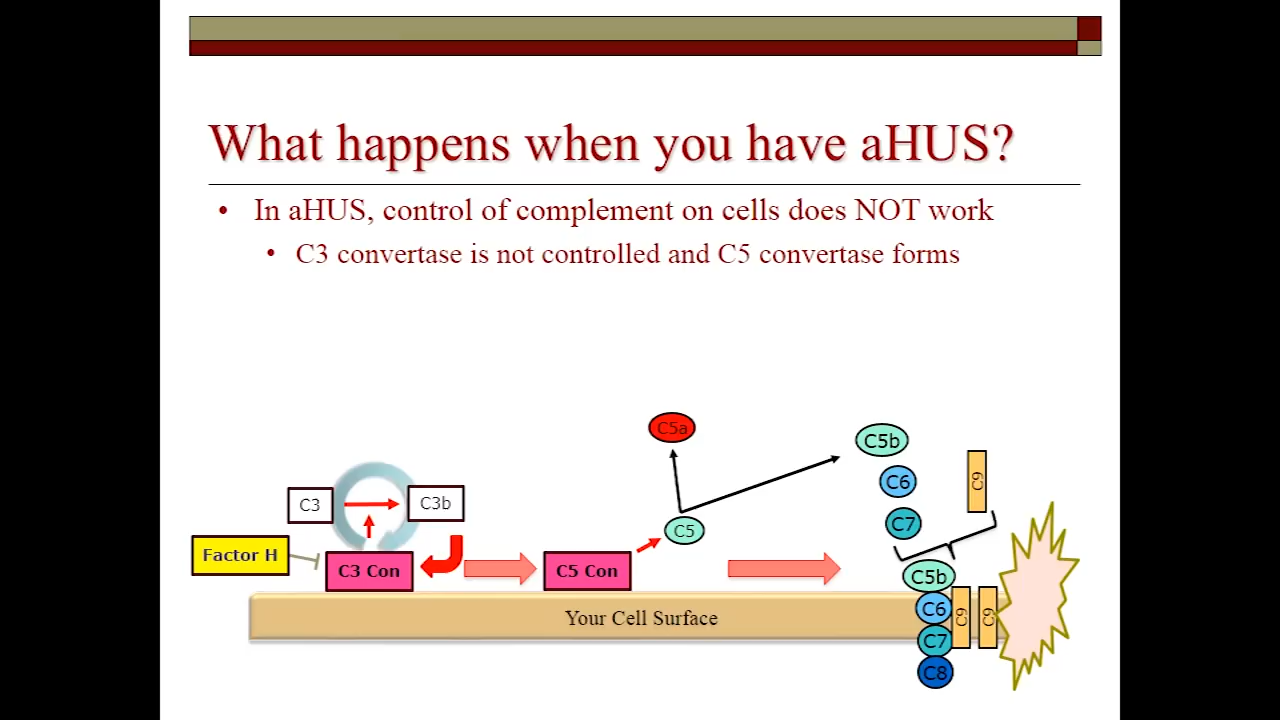 What happens when you have aHUS?
• In aHUS, control of complement on cells does NOT work
• C3 convertase is not controlled and C5 convertase forms
C5a
C5b
C6
C9
C7
C3
C3b
C5
Factor H
C3 Con
C5 Con
C5b
Your Cell Surface
C6
C9
C9
C7
C8